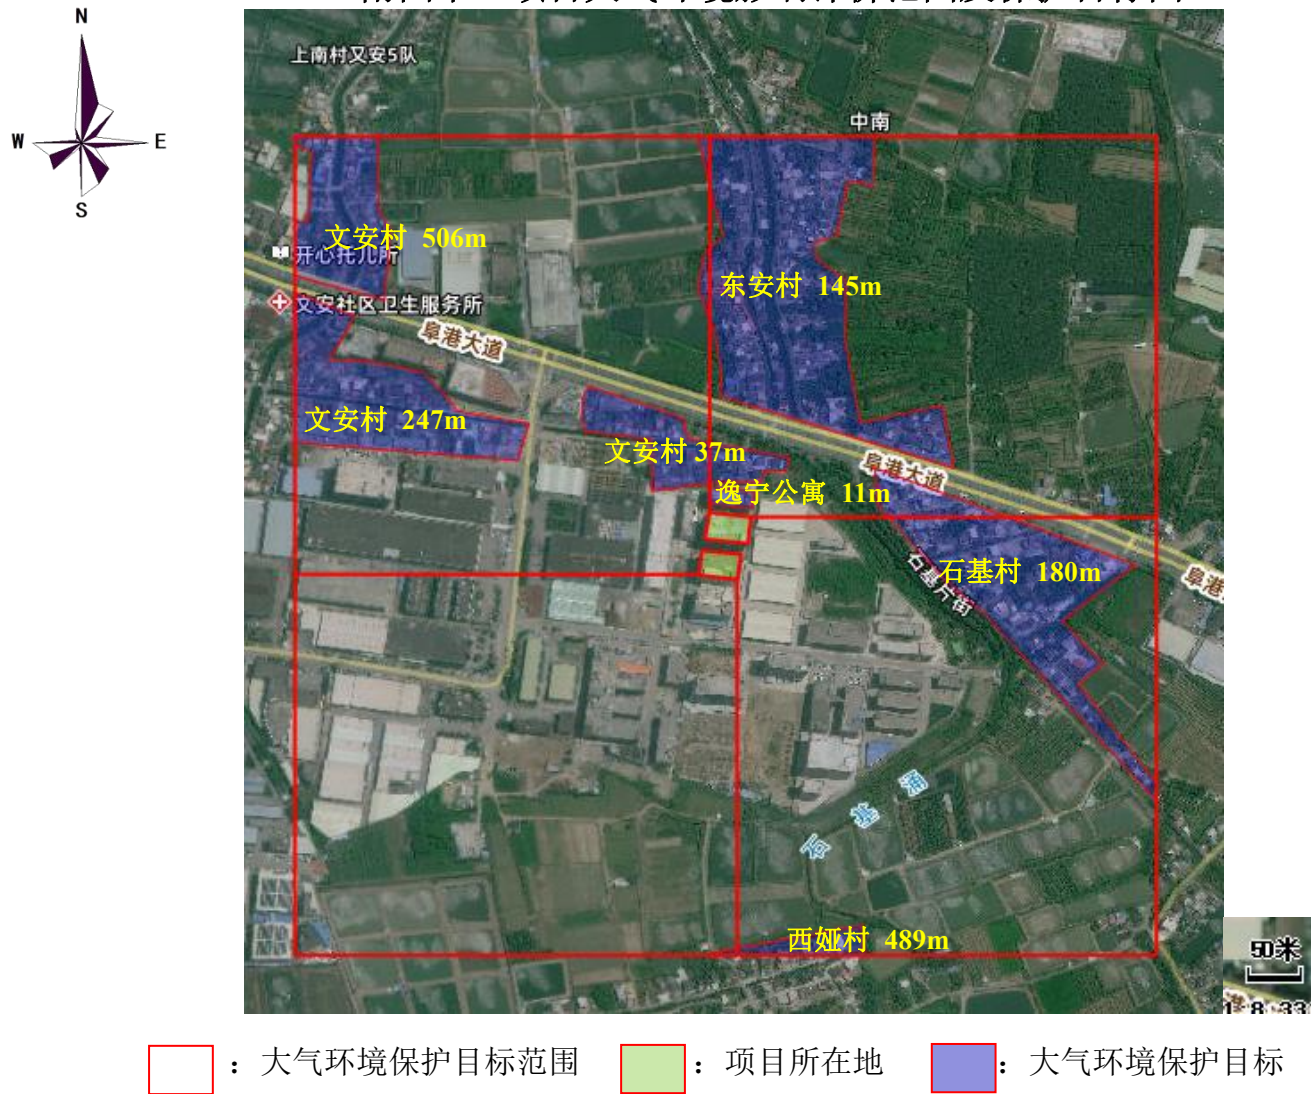 N
W
E
S
上南村又安5队
中南
文安村 506m
开心托儿所
东安村 145m
文安社区卫生服务所
阜港大道
文安村 247m
文安村 37m
阜港大道
逸宁公寓 11m
石基村 180m
石基片街
阜港
石基涌
西娅村 489m
50米
：大气环境保护目标范围
：项目所在地
：大气环境保护目标